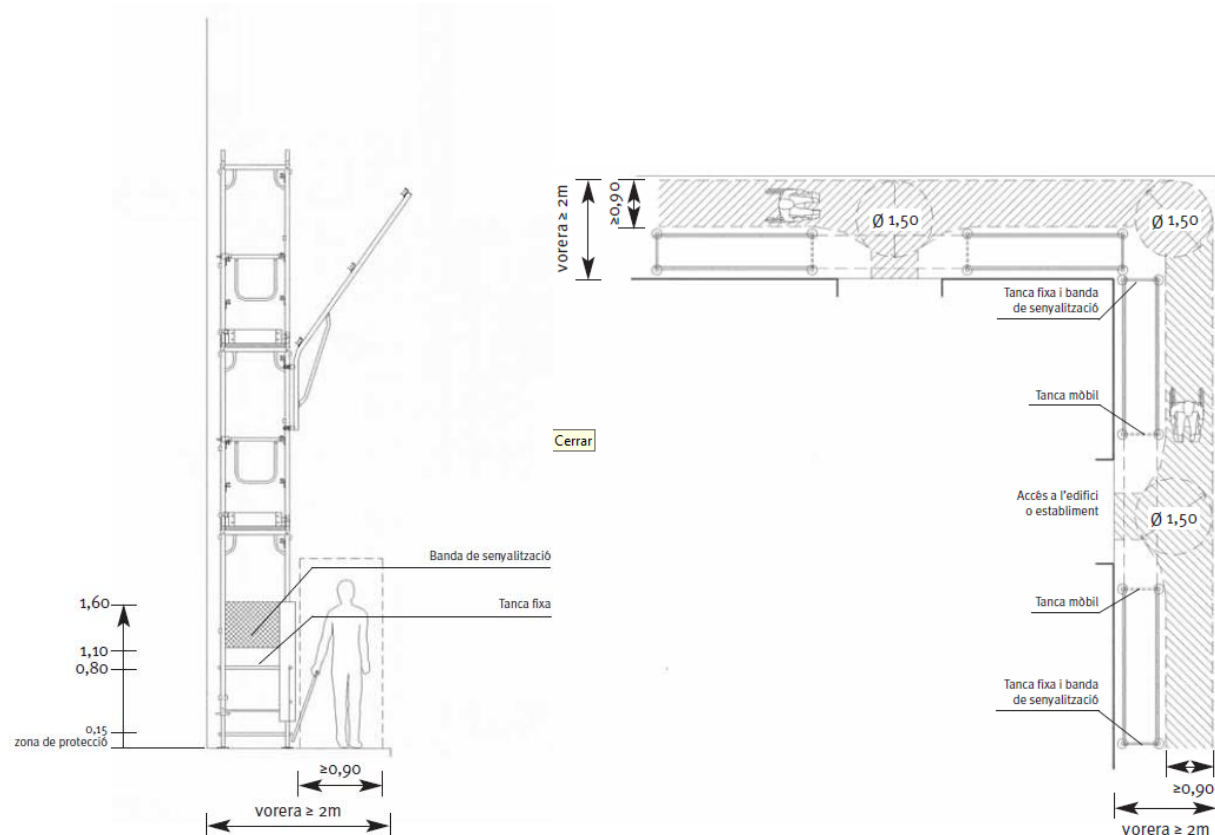 Banda de senyalització
Tanca fixa
1,60
1,10
0,80
0,15
zona de protecció
≥0,90
vorera ≥ 2m
Cerrar
vorera ≥ 2m
≥0,90
Ø 1,50
Ø 1,50
Tanca fixa i banda
de senyalització
Tanca mòbil
Accès a l'edifici
o establiment
Ø 1,50
Tanca mòbil
Tanca fixa i banda
de senyalització
≥0,90
vorera ≥ 2m